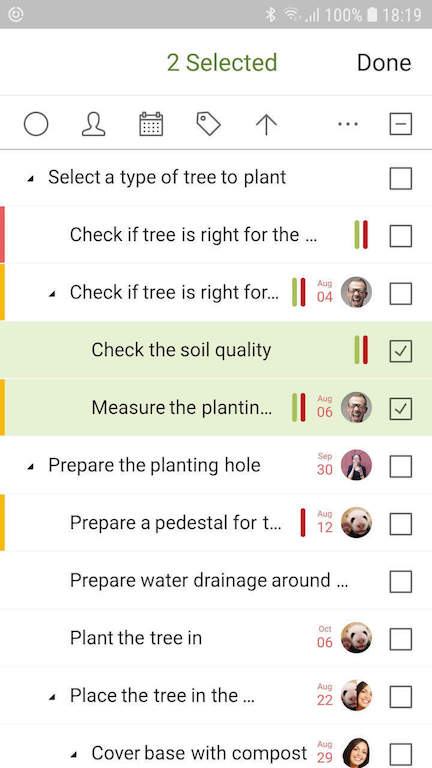 100% 18:19
2 Selected Done
Select a type of tree to plant
Check if tree is right for the ...
Check if tree is right for... Aug 04
Check the soil quality
Measure the plantin... Aug 06
Prepare the planting hole Sep 30
Prepare a pedestal for t... Aug 12
Prepare water drainage around ...
Plant the tree in Oct 06
Place the tree in the ... Aug 22
Cover base with compost Aug 29